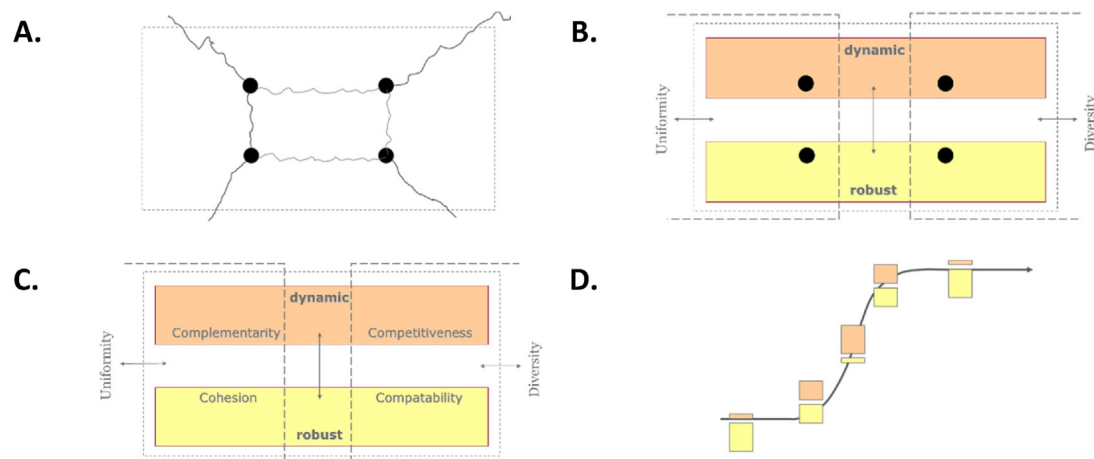 A.
B.
dynamic
Uniformity
Diversity
robust
C.
dynamic
Complementarity
Competitiveness
Uniformity
Diversity
Cohesion
Compatability
robust
D.